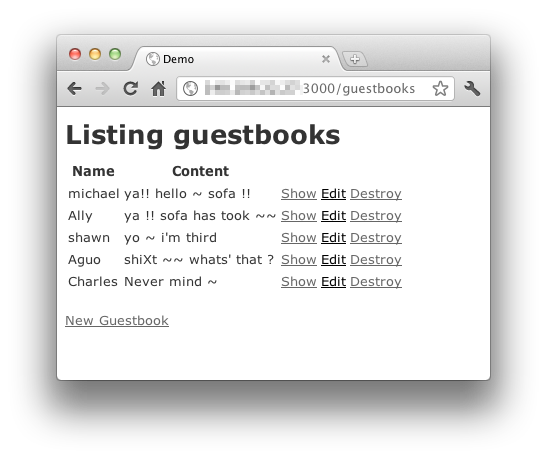 Demo
:3000/guestbooks
Listing guestbooks
Name Content
michael ya!! hello ~ sofa !! Show Edit Destroy
Ally ya !! sofa has took ~~ Show Edit Destroy
shawn yo ~ i'm third Show Edit Destroy
Aguo shiXt ~~ whats' that ? Show Edit Destroy
Charles Never mind ~ Show Edit Destroy
New Guestbook